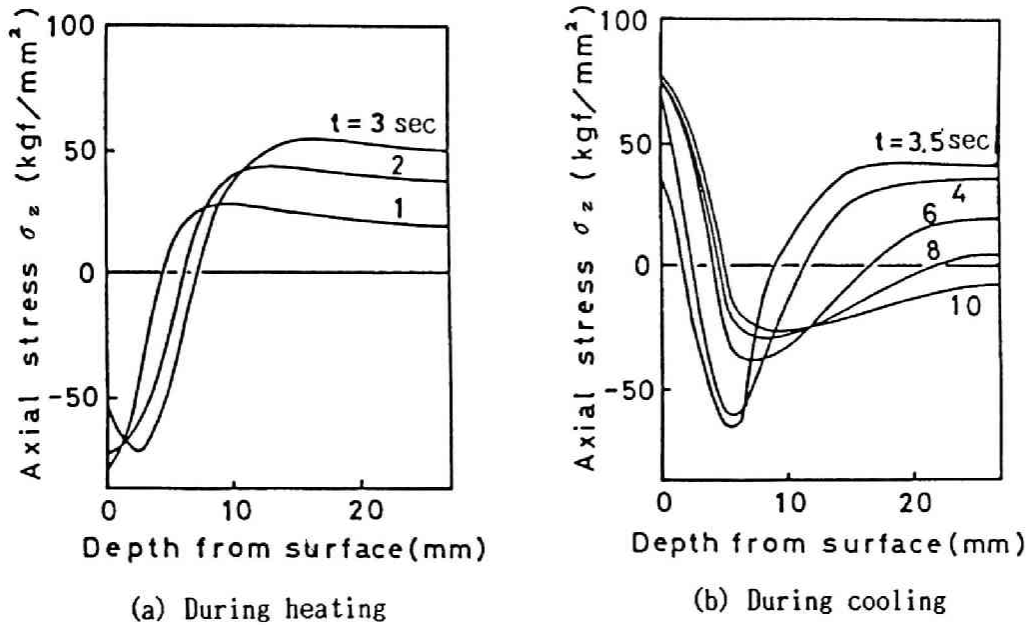 Axial stress σz (kgf/mm²)
100
50
0
-50
t = 3 sec
2
1
0
10
20
Depth from surface (mm)
(a) During heating
Axial stress σz (kgf/mm²)
100
50
0
-50
t = 3.5 sec
4
6
8
10
0
10
20
Depth from surface (mm)
(b) During cooling